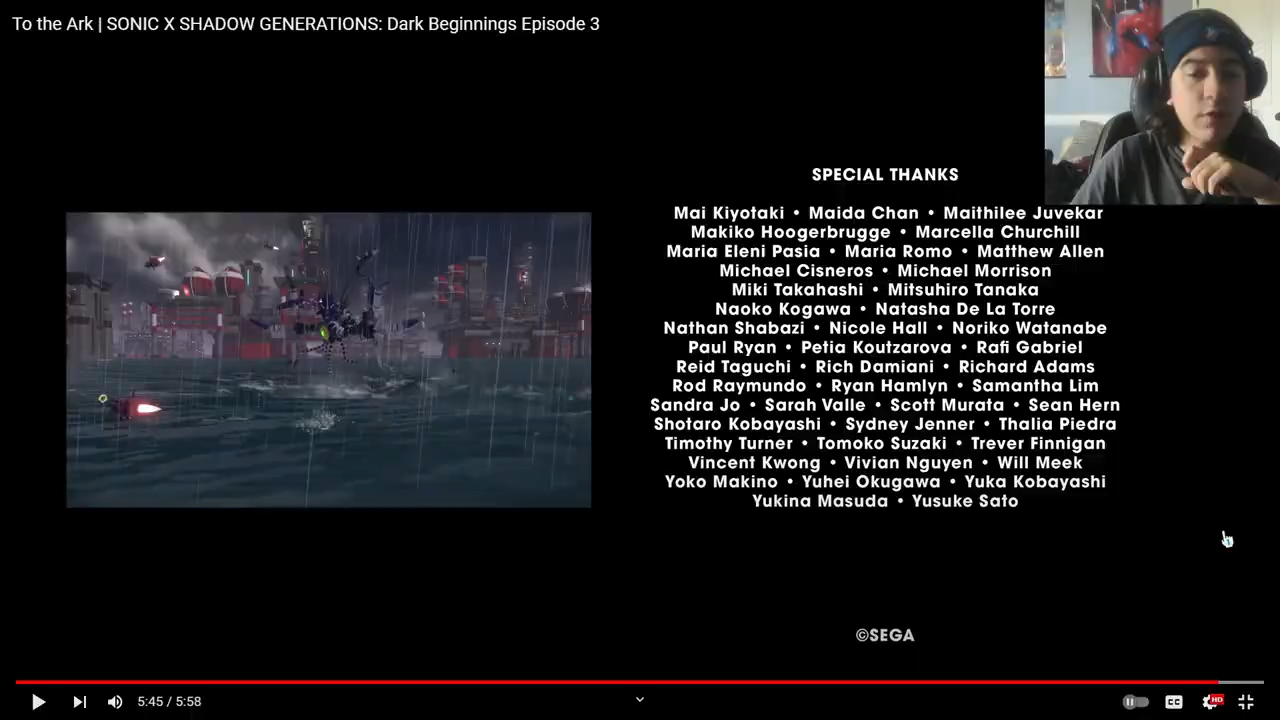 To the Ark | SONIC X SHADOW GENERATIONS: Dark Beginnings Episode 3
SPECIAL THANKS
Mai Kiyotaki • Maida Chan • Maithilee Juvekar
Makiko Hoogerbrugge • Marcella Churchill
Maria Eleni Pasia • Maria Romo • Matthew Allen
Michael Cisneros • Michael Morrison
Miki Takahashi • Mitsuhiro Tanaka
Naoko Kogawa • Natasha De La Torre
Nathan Shabazi • Nicole Hall • Noriko Watanabe
Paul Ryan • Petia Koutzarova • Rafi Gabriel
Reid Taguchi • Rich Damiani • Richard Adams
Rod Raymundo • Ryan Hamlyn • Samantha Lim
Sandra Jo • Sarah Valle • Scott Murata • Sean Hern
Shotaro Kobayashi • Sydney Jenner • Thalia Piedra
Timothy Turner • Tomoko Suzaki • Trever Finnigan
Vincent Kwong • Vivian Nguyen • Will Meek
Yoko Makino • Yuhei Okugawa • Yuka Kobayashi
Yukina Masuda • Yusuke Sato
©SEGA
5:45 / 5:58
CC
HD